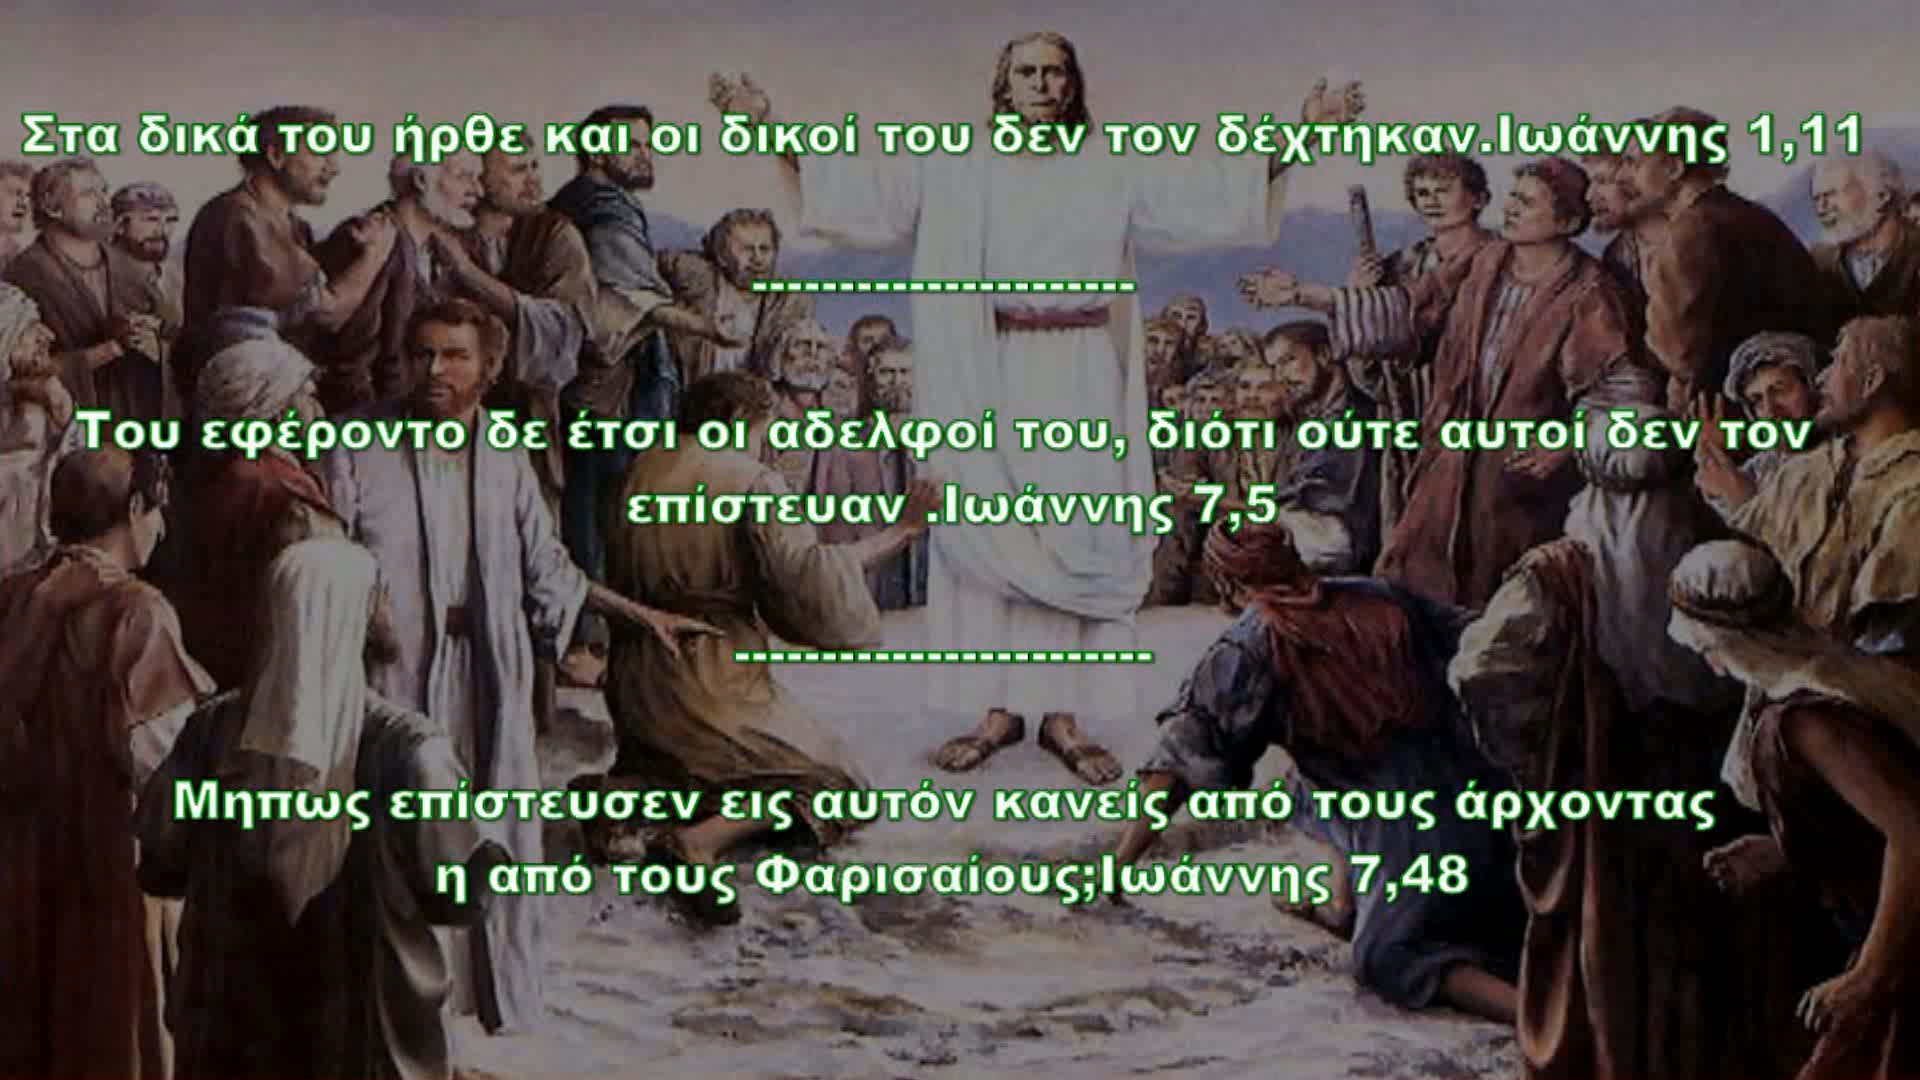 Στα δικά του ήρθε και οι δικοί του δεν τον δέχτηκαν.Ιωάννης 1,11
----------------------
Του εφέροντο δε έτσι οι αδελφοί του, διότι ούτε αυτοί δεν τον
επίστευαν .Ιωάννης 7,5
------------------------
Μηπως επίστευσεν εις αυτόν κανείς από τους άρχοντας
η από τους Φαρισαίους;Ιωάννης 7,48